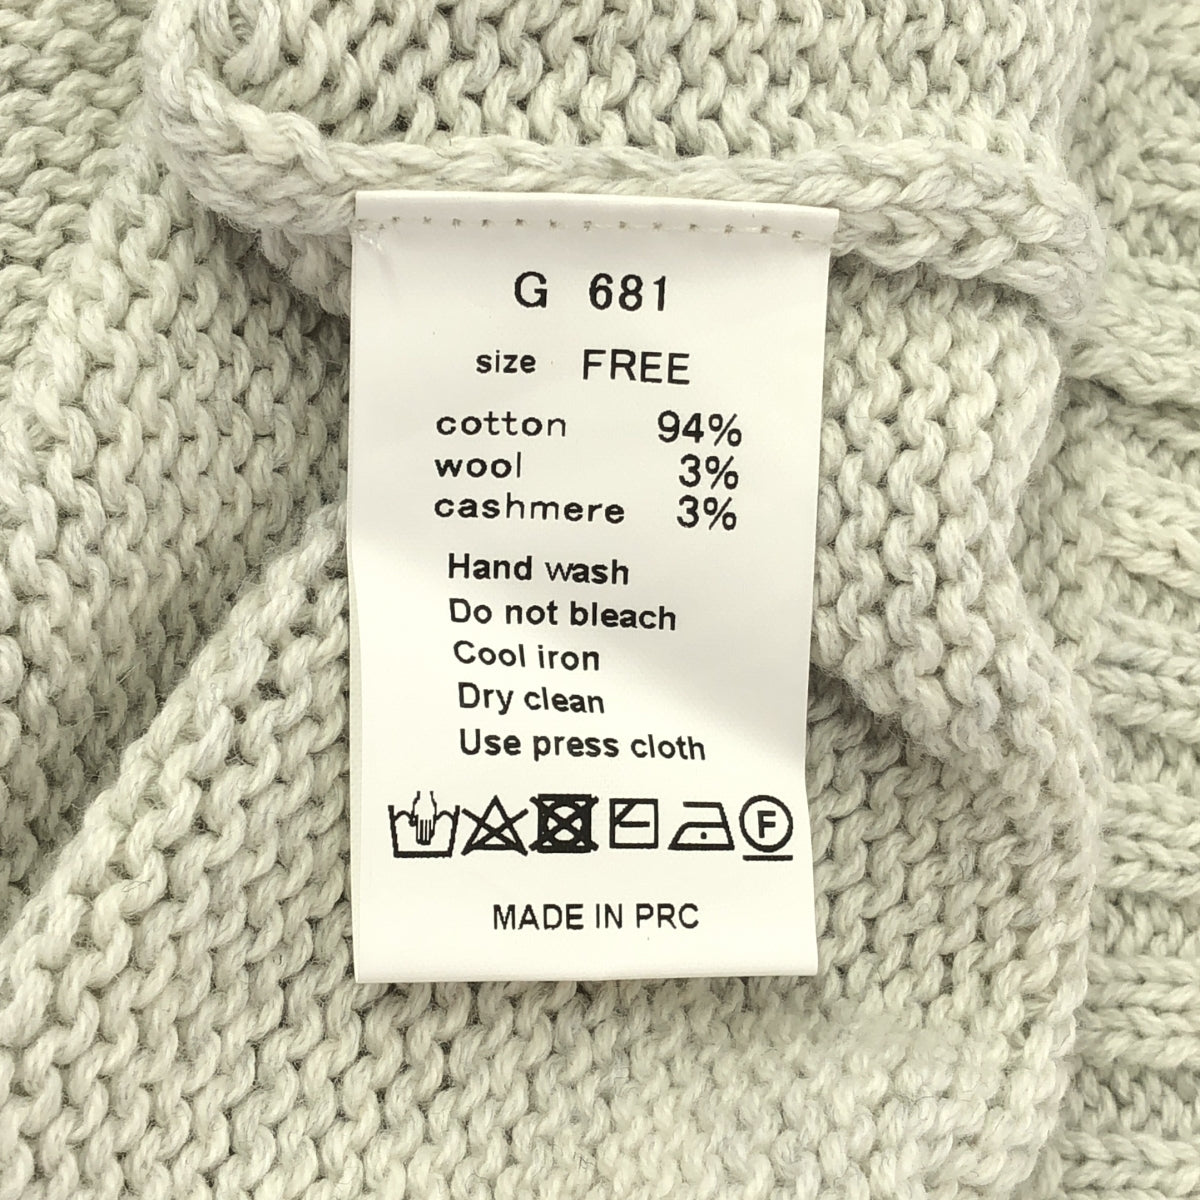 G 681
size FREE
cotton 94%
wool 3%
cashmere 3%
Hand wash
Do not bleach
Cool iron
Dry clean
Use press cloth
F
MADE IN PRC